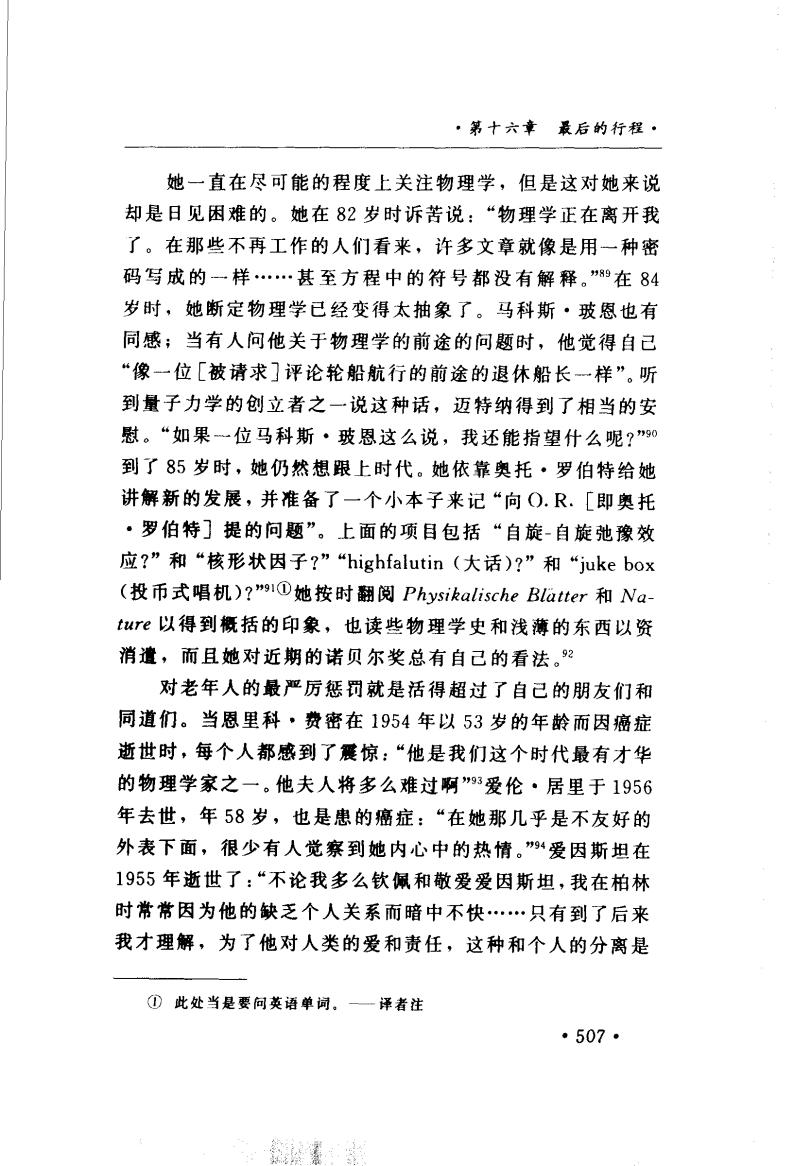 ·第十六章 最后的行程·
她一直在尽可能的程度上关注物理学，但是这对她来说
却是日见困难的。她在 82 岁时诉苦说：“物理学正在离开我
了。在那些不再工作的人们看来，许多文章就像是用一种密
码写成的一样……甚至方程中的符号都没有解释。”89在 84
岁时，她断定物理学已经变得太抽象了。马科斯·玻恩也有
同感；当有人问他关于物理学的前途的问题时，他觉得自己
“像一位[被请求]评论轮船航行的前途的退休船长一样”。听
到量子力学的创立者之一说这种话，迈特纳得到了相当的安
慰。“如果一位马科斯·玻恩这么说，我还能指望什么呢?”90
到了 85 岁时，她仍然想跟上时代。她依靠奥托·罗伯特给她
讲解新的发展，并准备了一个小本子来记“向 O. R. [即奥托
·罗伯特] 提的问题”。上面的项目包括 “自旋-自旋弛豫效
应?” 和 “核形状因子?” “highfalutin（大话）?” 和 “juke box
（投币式唱机）?”91①她按时翻阅 Physikalische Blätter 和 Na-
ture 以得到概括的印象，也读些物理学史和浅薄的东西以资
消遣，而且她对近期的诺贝尔奖总有自己的看法。92
对老年人的最严厉惩罚就是活得超过了自己的朋友们和
同道们。当恩里科·费密在 1954 年以 53 岁的年龄而因癌症
逝世时，每个人都感到了震惊：“他是我们这个时代最有才华
的物理学家之一。他夫人将多么难过啊”93爱伦·居里于 1956
年去世，年 58 岁，也是患的癌症：“在她那几乎是不友好的
外表下面，很少有人觉察到她内心中的热情。”94爱因斯坦在
1955 年逝世了：“不论我多么钦佩和敬爱爱因斯坦，我在柏林
时常常因为他的缺乏个人关系而暗中不快……只有到了后来
我才理解，为了他对人类的爱和责任，这种和个人的分离是
① 此处当是要问英语单词。——译者注
·507·